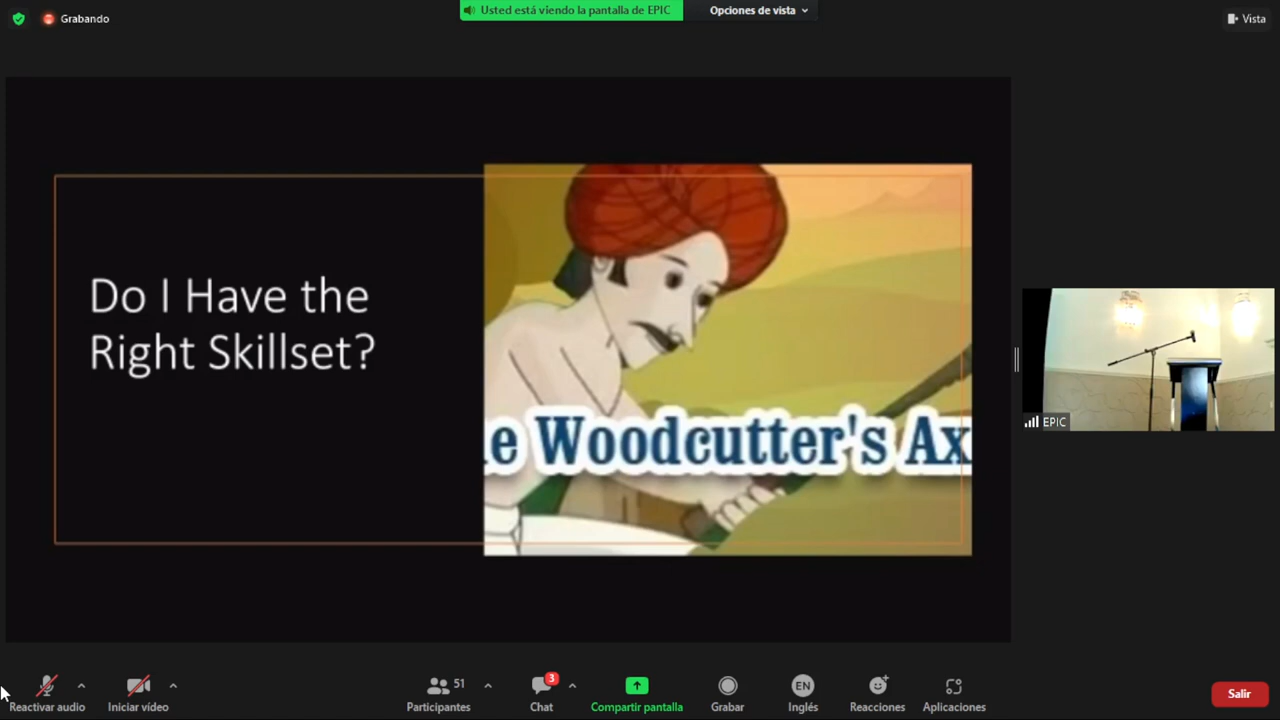 Grabando
Usted está viendo la pantalla de EPIC
Opciones de vista
Vista
Do I Have the
Right Skillset?
e Woodcutter's Ax
EPIC
Reactivar audio
Iniciar vídeo
51
Participantes
3
Chat
Compartir pantalla
Grabar
EN
Inglés
Reacciones
Aplicaciones
Salir